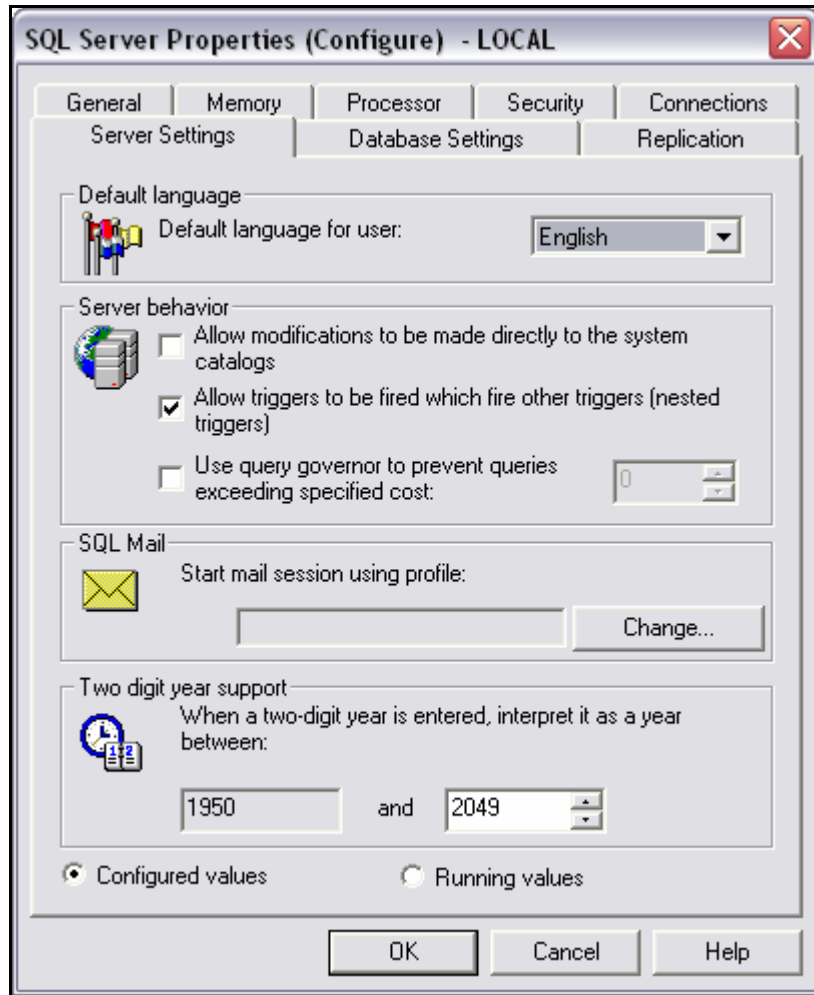 SQL Server Properties (Configure) - LOCAL
General Memory Processor Security Connections
Server Settings Database Settings Replication
Default language
Default language for user: English
Server behavior
Allow modifications to be made directly to the system
catalogs
Allow triggers to be fired which fire other triggers (nested
triggers)
Use query governor to prevent queries
exceeding specified cost: 0
SQL Mail
Start mail session using profile:
Change...
Two digit year support
When a two-digit year is entered, interpret it as a year
between:
1950 and 2049
Configured values Running values
OK Cancel Help